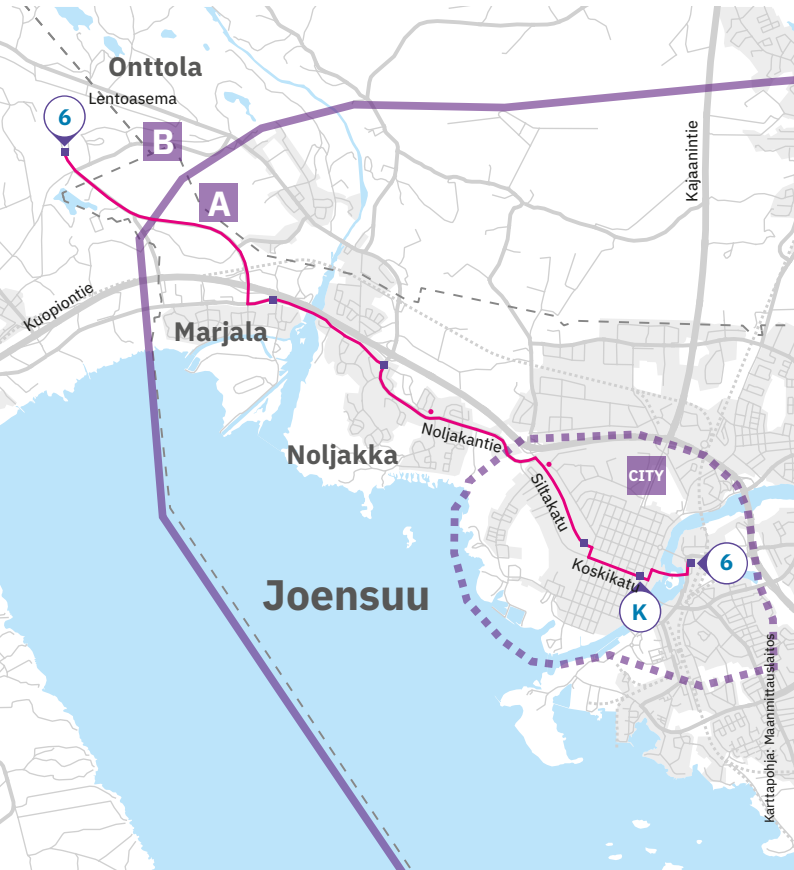 Onttola
Lentoasema
6
B
A
Kajaanintie
Kuopiontie
Marjala
Noljakantie
Noljakka
CITY
Siltakatu
Koskikatu
6
Joensuu
K
Karttapohja: Maanmittauslaitos